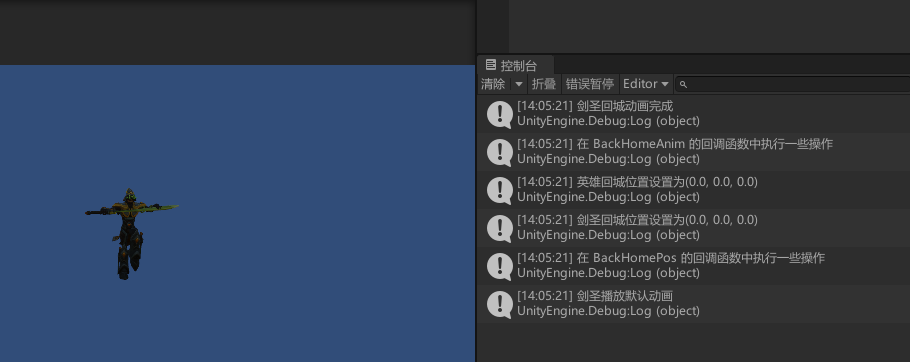 控制台
清除 折叠 错误暂停 Editor
[14:05:21] 剑圣回城动画完成
UnityEngine.Debug:Log (object)
[14:05:21] 在 BackHomeAnim 的回调函数中执行一些操作
UnityEngine.Debug:Log (object)
[14:05:21] 英雄回城位置设置为(0.0, 0.0, 0.0)
UnityEngine.Debug:Log (object)
[14:05:21] 剑圣回城位置设置为(0.0, 0.0, 0.0)
UnityEngine.Debug:Log (object)
[14:05:21] 在 BackHomePos 的回调函数中执行一些操作
UnityEngine.Debug:Log (object)
[14:05:21] 剑圣播放默认动画
UnityEngine.Debug:Log (object)